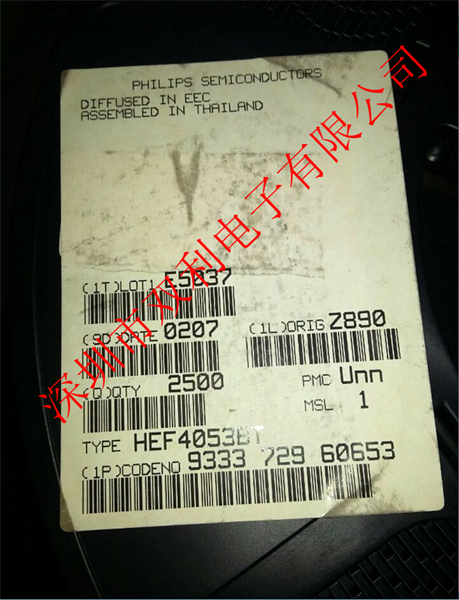 PHILIPS SEMICONDUCTORS
DIFFUSED IN EEC
ASSEMBLED IN THAILAND
(1T)LOT1 E5037
(9D)DATE 0207
(1L)ORIG Z890
(Q)QTY 2500
PMC Unn
MSL 1
TYPE HEF4053BT
(1P)CODENO 9333 729 60653
深圳市双利电子有限公司